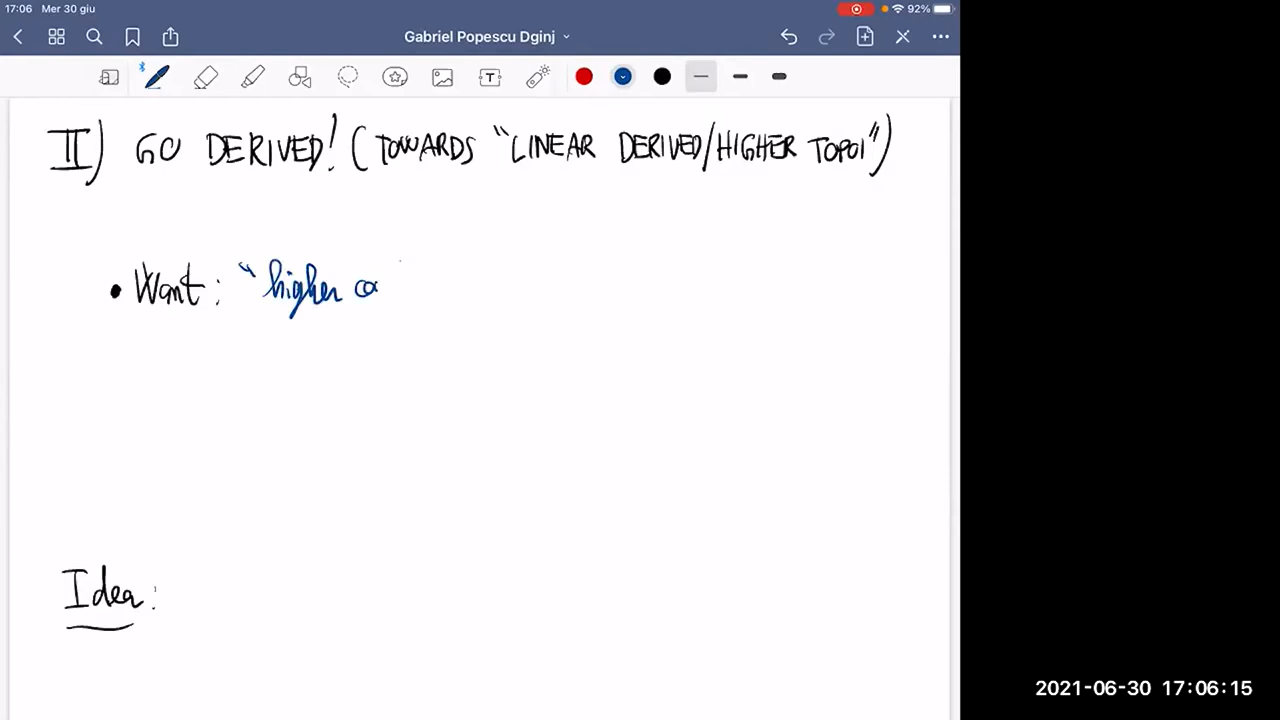 17:06 Mer 30 giu 92%
Gabriel Popescu Dginj
II) GO DERIVED! (TOWARDS "LINEAR DERIVED/HIGHER TOPOI")
• Want: "higher ca
Idea:
2021-06-30 17:06:15